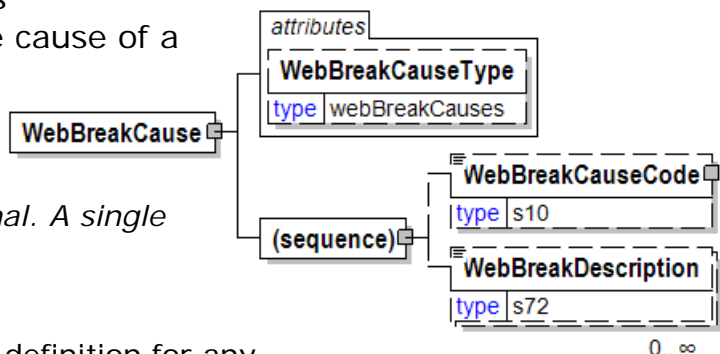 s
e cause of a
attributes
WebBreakCauseType
type webBreakCauses
WebBreakCause
WebBreakCauseCode
type s10
nal. A single
(sequence)
WebBreakDescription
type s72
0 ∞
definition for any